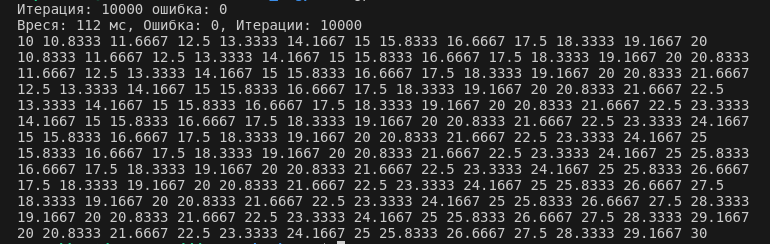 Итерация: 10000 ошибка: 0
Вреся: 112 мс, Ошибка: 0, Итерации: 10000
10 10.8333 11.6667 12.5 13.3333 14.1667 15 15.8333 16.6667 17.5 18.3333 19.1667 20
10.8333 11.6667 12.5 13.3333 14.1667 15 15.8333 16.6667 17.5 18.3333 19.1667 20 20.8333
11.6667 12.5 13.3333 14.1667 15 15.8333 16.6667 17.5 18.3333 19.1667 20 20.8333 21.6667
12.5 13.3333 14.1667 15 15.8333 16.6667 17.5 18.3333 19.1667 20 20.8333 21.6667 22.5
13.3333 14.1667 15 15.8333 16.6667 17.5 18.3333 19.1667 20 20.8333 21.6667 22.5 23.3333
14.1667 15 15.8333 16.6667 17.5 18.3333 19.1667 20 20.8333 21.6667 22.5 23.3333 24.1667
15 15.8333 16.6667 17.5 18.3333 19.1667 20 20.8333 21.6667 22.5 23.3333 24.1667 25
15.8333 16.6667 17.5 18.3333 19.1667 20 20.8333 21.6667 22.5 23.3333 24.1667 25 25.8333
16.6667 17.5 18.3333 19.1667 20 20.8333 21.6667 22.5 23.3333 24.1667 25 25.8333 26.6667
17.5 18.3333 19.1667 20 20.8333 21.6667 22.5 23.3333 24.1667 25 25.8333 26.6667 27.5
18.3333 19.1667 20 20.8333 21.6667 22.5 23.3333 24.1667 25 25.8333 26.6667 27.5 28.3333
19.1667 20 20.8333 21.6667 22.5 23.3333 24.1667 25 25.8333 26.6667 27.5 28.3333 29.1667
20 20.8333 21.6667 22.5 23.3333 24.1667 25 25.8333 26.6667 27.5 28.3333 29.1667 30